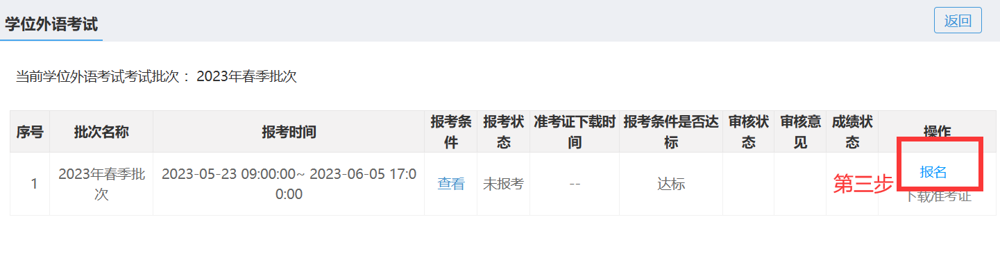 学位外语考试
返回
当前学位外语考试考试批次： 2023年春季批次
序号 批次名称 报考时间 报考条件 报考状态 准考证下载时间 报考条件是否达标 审核状态 审核意见 成绩状态 操作
1 2023年春季批次 2023-05-23 09:00:00~ 2023-06-05 17:00:00 查看 未报考 -- 达标 第三步 报名
下载准考证